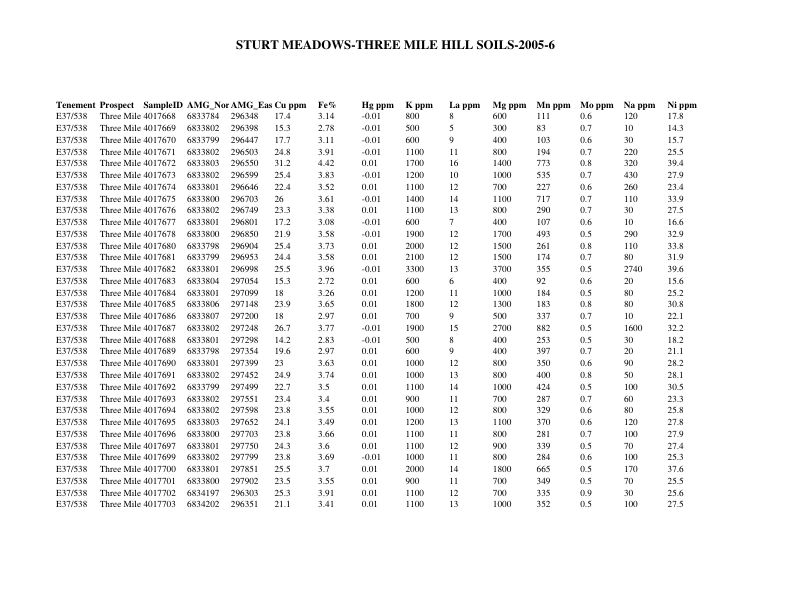 STURT MEADOWS-THREE MILE HILL SOILS-2005-6
Tenement Prospect SampleID AMG_Nor AMG_Eas Cu ppm Fe% Hg ppm K ppm La ppm Mg ppm Mn ppm Mo ppm Na ppm Ni ppm
E37/538 Three Mile 4017668 6833784 296348 17.4 3.14 -0.01 800 8 600 111 0.6 120 17.8
E37/538 Three Mile 4017669 6833802 296398 15.3 2.78 -0.01 500 5 300 83 0.7 10 14.3
E37/538 Three Mile 4017670 6833799 296447 17.7 3.11 -0.01 600 9 400 103 0.6 30 15.7
E37/538 Three Mile 4017671 6833802 296503 24.8 3.91 -0.01 1100 11 800 194 0.7 220 25.5
E37/538 Three Mile 4017672 6833803 296550 31.2 4.42 0.01 1700 16 1400 773 0.8 320 39.4
E37/538 Three Mile 4017673 6833802 296599 25.4 3.83 -0.01 1200 10 1000 535 0.7 430 27.9
E37/538 Three Mile 4017674 6833801 296646 22.4 3.52 0.01 1100 12 700 227 0.6 260 23.4
E37/538 Three Mile 4017675 6833800 296703 26 3.61 -0.01 1400 14 1100 717 0.7 110 33.9
E37/538 Three Mile 4017676 6833802 296749 23.3 3.38 0.01 1100 13 800 290 0.7 30 27.5
E37/538 Three Mile 4017677 6833801 296801 17.2 3.08 -0.01 600 7 400 107 0.6 10 16.6
E37/538 Three Mile 4017678 6833800 296850 21.9 3.58 -0.01 1900 12 1700 493 0.5 290 32.9
E37/538 Three Mile 4017680 6833798 296904 25.4 3.73 0.01 2000 12 1500 261 0.8 110 33.8
E37/538 Three Mile 4017681 6833799 296953 24.4 3.58 0.01 2100 12 1500 174 0.7 80 31.9
E37/538 Three Mile 4017682 6833801 296998 25.5 3.96 -0.01 3300 13 3700 355 0.5 2740 39.6
E37/538 Three Mile 4017683 6833804 297054 15.3 2.72 0.01 600 6 400 92 0.6 20 15.6
E37/538 Three Mile 4017684 6833801 297099 18 3.26 0.01 1200 11 1000 184 0.5 80 25.2
E37/538 Three Mile 4017685 6833806 297148 23.9 3.65 0.01 1800 12 1300 183 0.8 80 30.8
E37/538 Three Mile 4017686 6833807 297200 18 2.97 0.01 700 9 500 337 0.7 10 22.1
E37/538 Three Mile 4017687 6833802 297248 26.7 3.77 -0.01 1900 15 2700 882 0.5 1600 32.2
E37/538 Three Mile 4017688 6833801 297298 14.2 2.83 -0.01 500 8 400 253 0.5 30 18.2
E37/538 Three Mile 4017689 6833798 297354 19.6 2.97 0.01 600 9 400 397 0.7 20 21.1
E37/538 Three Mile 4017690 6833801 297399 23 3.63 0.01 1000 12 800 350 0.6 90 28.2
E37/538 Three Mile 4017691 6833802 297452 24.9 3.74 0.01 1000 13 800 400 0.8 50 28.1
E37/538 Three Mile 4017692 6833799 297499 22.7 3.5 0.01 1100 14 1000 424 0.5 100 30.5
E37/538 Three Mile 4017693 6833802 297551 23.4 3.4 0.01 900 11 700 287 0.7 60 23.3
E37/538 Three Mile 4017694 6833802 297598 23.8 3.55 0.01 1000 12 800 329 0.6 80 25.8
E37/538 Three Mile 4017695 6833803 297652 24.1 3.49 0.01 1200 13 1100 370 0.6 120 27.8
E37/538 Three Mile 4017696 6833800 297703 23.8 3.66 0.01 1100 11 800 281 0.7 100 27.9
E37/538 Three Mile 4017697 6833801 297750 24.3 3.6 0.01 1100 12 900 339 0.5 70 27.4
E37/538 Three Mile 4017699 6833802 297799 23.8 3.69 -0.01 1000 11 800 284 0.6 100 25.3
E37/538 Three Mile 4017700 6833801 297851 25.5 3.7 0.01 2000 14 1800 665 0.5 170 37.6
E37/538 Three Mile 4017701 6833800 297902 23.5 3.55 0.01 900 11 700 349 0.5 70 25.5
E37/538 Three Mile 4017702 6834197 296303 25.3 3.91 0.01 1100 12 700 335 0.9 30 25.6
E37/538 Three Mile 4017703 6834202 296351 21.1 3.41 0.01 1100 13 1000 352 0.5 100 27.5